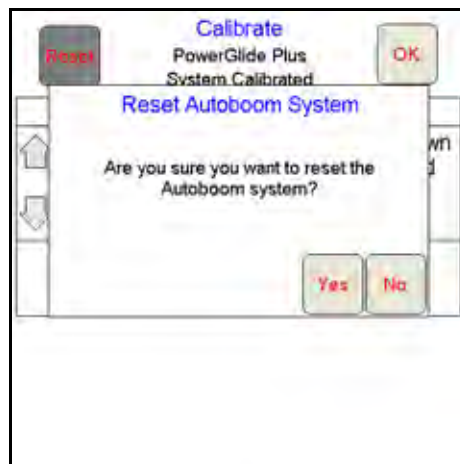 Calibrate
Reset
PowerGlide Plus
OK
System Calibrated
Reset Autoboom System
Are you sure you want to reset the
Autoboom system?
Yes
No